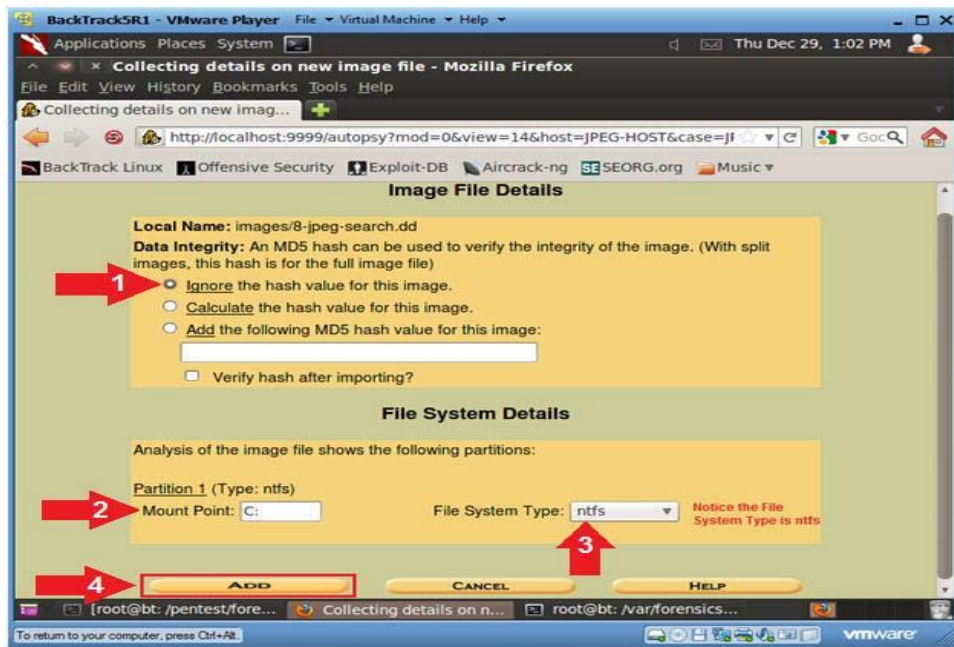 BackTrack5R1 - VMware Player File Virtual Machine Help
Applications Places System Thu Dec 29, 1:02 PM
Collecting details on new image file - Mozilla Firefox
File Edit View History Bookmarks Tools Help
Collecting details on new imag...
http://localhost:9999/autopsy?mod=0&view=14&host=JPEG-HOST&case=JF Goo
BackTrack Linux Offensive Security Exploit-DB Aircrack-ng SE SEORG.org Music
Image File Details
Local Name: images/8-jpeg-search.dd
Data Integrity: An MD5 hash can be used to verify the integrity of the image. (With split
images, this hash is for the full image file)
1 Ignore the hash value for this image.
Calculate the hash value for this image.
Add the following MD5 hash value for this image:
Verify hash after importing?
File System Details
Analysis of the image file shows the following partitions:
Partition 1 (Type: ntfs)
2 Mount Point: C: File System Type: ntfs Notice the File
System Type is ntfs
3
4 ADD CANCEL HELP
[root@bt: /pentest/fore... Collecting details on n... root@bt: /var/forensics...
To return to your computer, press Ctrl+Alt. vmware